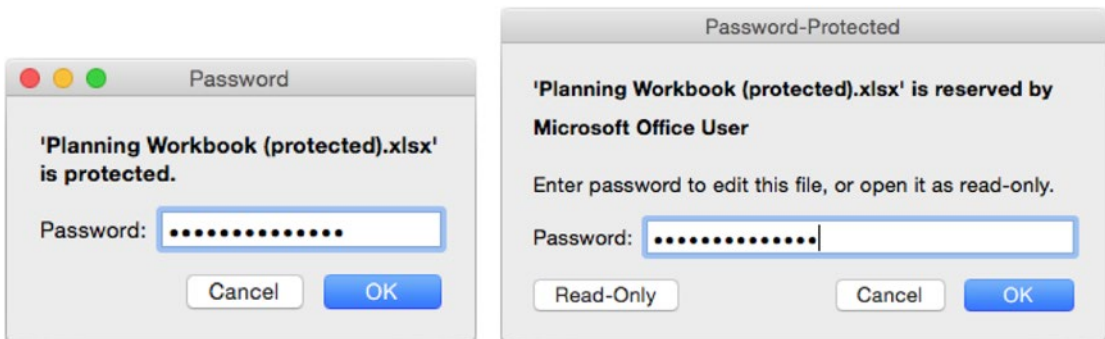 Password
'Planning Workbook (protected).xlsx'
is protected.
Password: ••••••••••••••
Cancel
OK
Password-Protected
'Planning Workbook (protected).xlsx' is reserved by
Microsoft Office User
Enter password to edit this file, or open it as read-only.
Password: ••••••••••••••
Read-Only
Cancel
OK